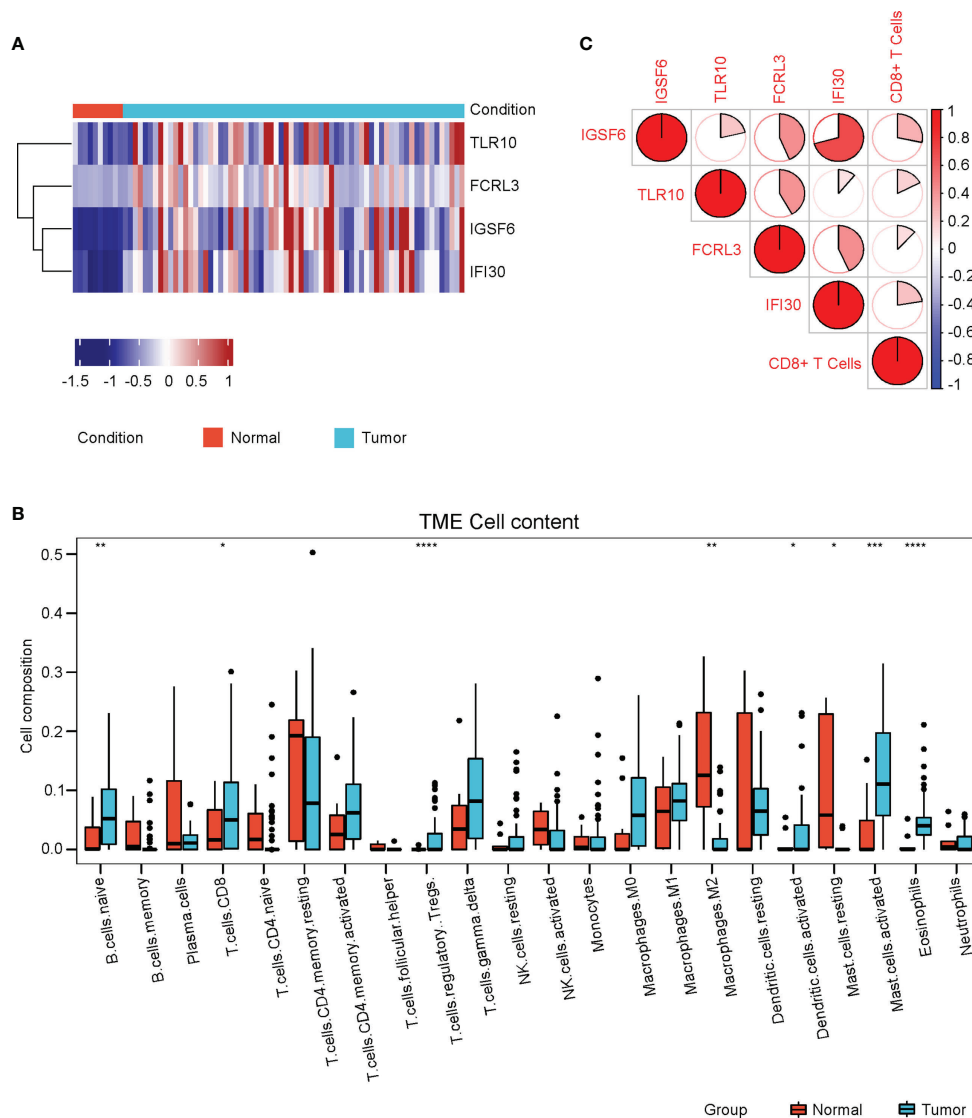 A
Condition
TLR10
FCRL3
IGSF6
IFI30
-1.5 -1 -0.5 0 0.5 1
Condition Normal Tumor
C
IGSF6 TLR10 FCRL3 IFI30 CD8+ T Cells
IGSF6
TLR10
FCRL3
IFI30
CD8+ T Cells
1
0.8
0.6
0.4
0.2
0
-0.2
-0.4
-0.6
-0.8
-1
B
TME Cell content
** * **** ** * * *** ****
Cell composition
0.5
0.4
0.3
0.2
0.1
0.0
B.cells.naive
B.cells.memory
Plasma.cells
T.cells.CD8
T.cells.CD4.naive
T.cells.CD4.memory.resting
T.cells.CD4.memory.activated
T.cells.follicular.helper
T.cells.regulatory..Tregs.
T.cells.gamma.delta
NK.cells.resting
NK.cells.activated
Monocytes
Macrophages.M0
Macrophages.M1
Macrophages.M2
Dendritic.cells.resting
Dendritic.cells.activated
Mast.cells.resting
Mast.cells.activated
Eosinophils
Neutrophils
Group Normal Tumor